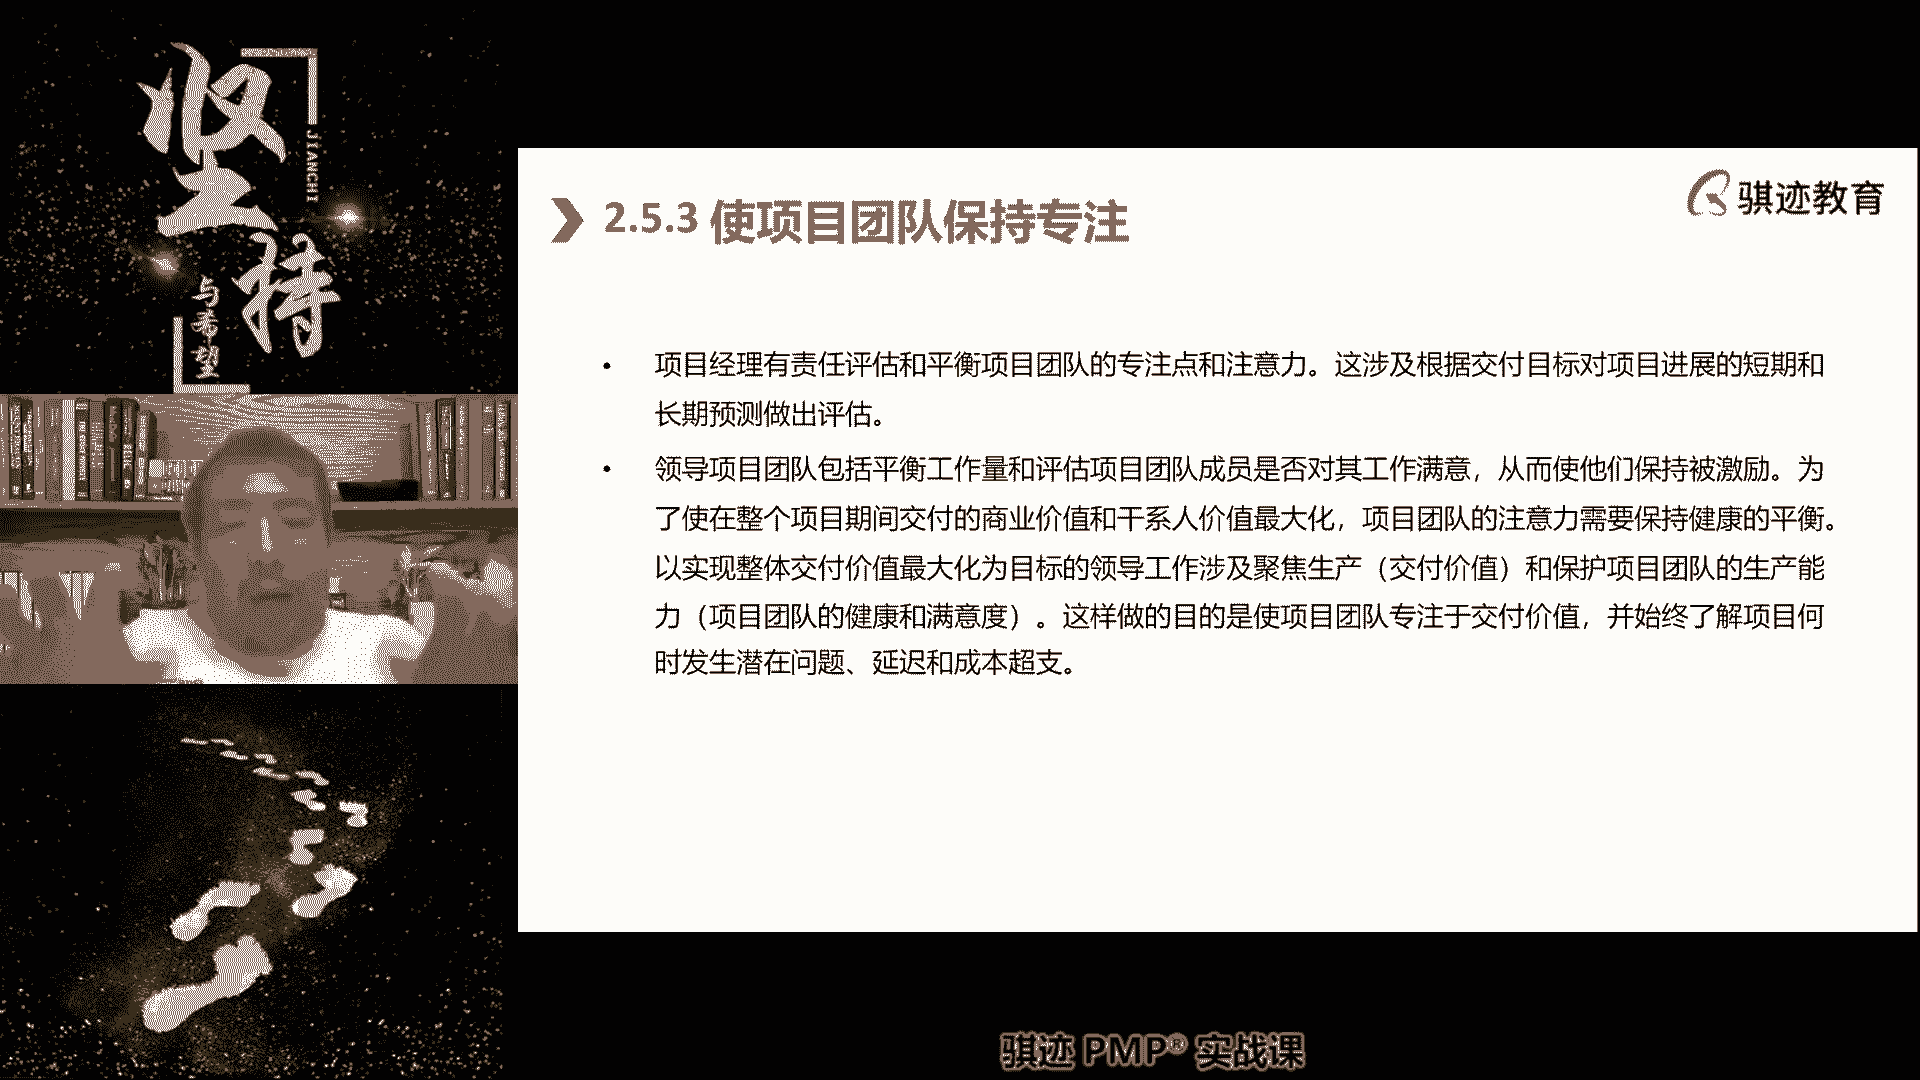 坚持
JIANCHI
与希望
骐迹教育
2.5.3 使项目团队保持专注
• 项目经理有责任评估和平衡项目团队的专注点和注意力。这涉及根据交付目标对项目进展的短期和
长期预测做出评估。
• 领导项目团队包括平衡工作量和评估项目团队成员是否对其工作满意，从而使他们保持被激励。为
了使在整个项目期间交付的商业价值和干系人价值最大化，项目团队的注意力需要保持健康的平衡。
以实现整体交付价值最大化为目标的领导工作涉及聚焦生产（交付价值）和保护项目团队的生产能
力（项目团队的健康和满意度）。这样做的目的是使项目团队专注于交付价值，并始终了解项目何
时发生潜在问题、延迟和成本超支。
骐迹 PMP® 实战课